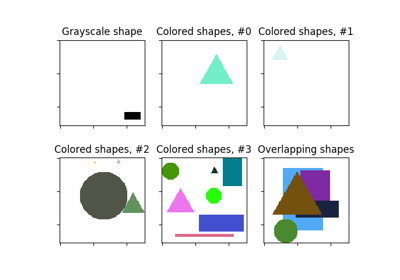 Grayscale shape
Colored shapes, #0
Colored shapes, #1
Colored shapes, #2
Colored shapes, #3
Overlapping shapes